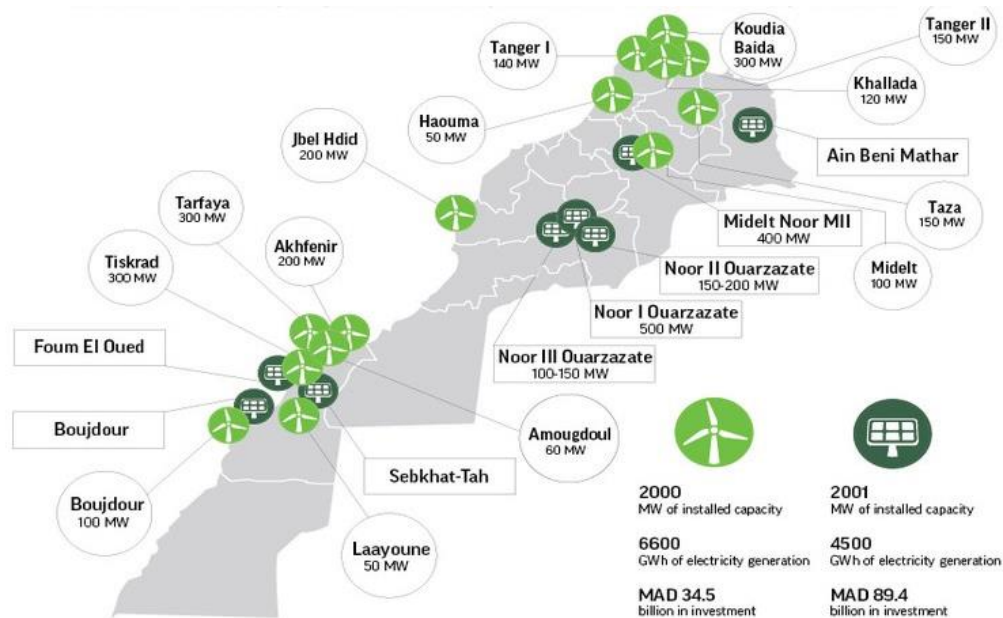 Tanger I
140 MW
Koudia
Baida
300 MW
Tanger II
150 MW
Khallada
120 MW
Haouma
50 MW
Jbel Hdid
200 MW
Ain Beni Mathar
Tarfaya
300 MW
Taza
150 MW
Midelt Noor MII
400 MW
Akhfenir
200 MW
Tiskrad
300 MW
Midelt
100 MW
Noor II Ouarzazate
150-200 MW
Noor I Ouarzazate
500 MW
Foum El Oued
Noor III Ouarzazate
100-150 MW
Boujdour
Amougdoul
60 MW
Sebkhat-Tah
Boujdour
100 MW
Laayoune
50 MW
2000
MW of installed capacity
6600
GWh of electricity generation
MAD 34.5
billion in investment
2001
MW of installed capacity
4500
GWh of electricity generation
MAD 89.4
billion in investment